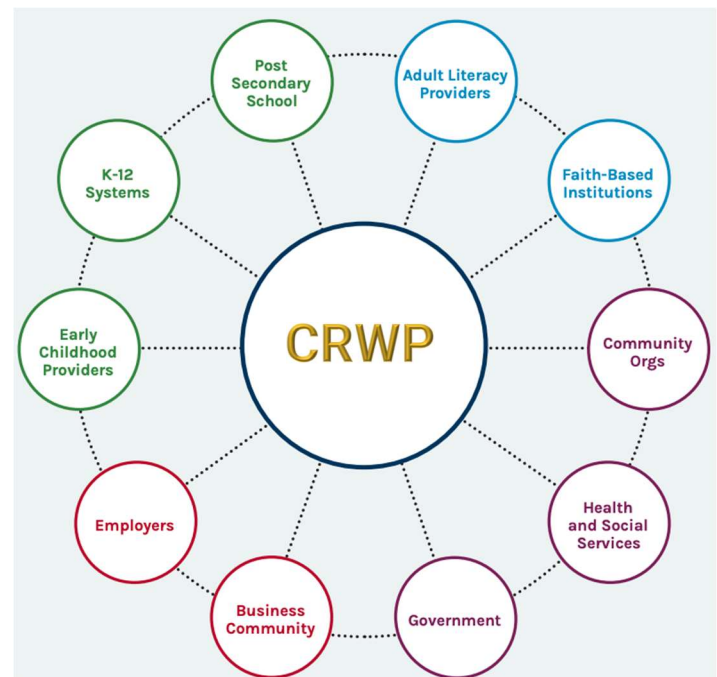 Post
Secondary
School
Adult Literacy
Providers
K-12
Systems
Faith-Based
Institutions
CRWP
Early
Childhood
Providers
Community
Orgs
Employers
Health
and Social
Services
Business
Community
Government